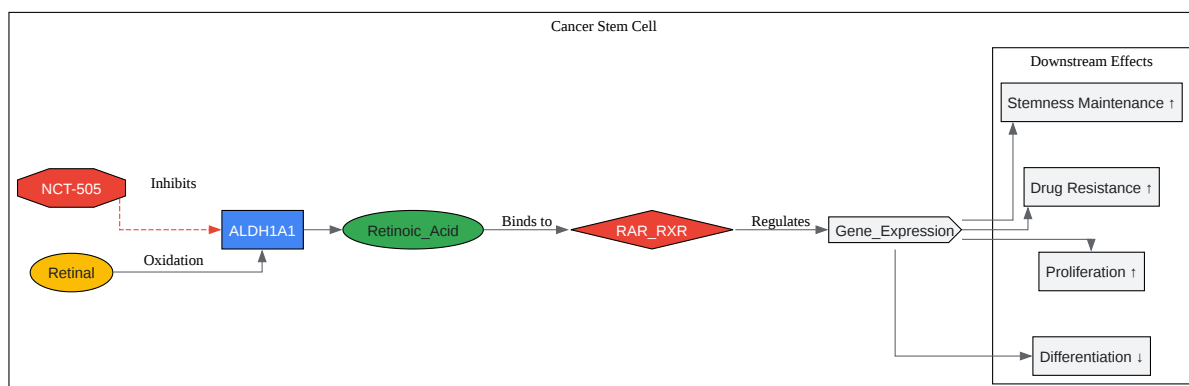 Cancer Stem Cell
Downstream Effects
Stemness Maintenance ↑
NCT-505
Inhibits
Drug Resistance ↑
ALDH1A1
Retinoic_Acid
Binds to
RAR_RXR
Regulates
Gene_Expression
Retinal
Oxidation
Proliferation ↑
Differentiation ↓